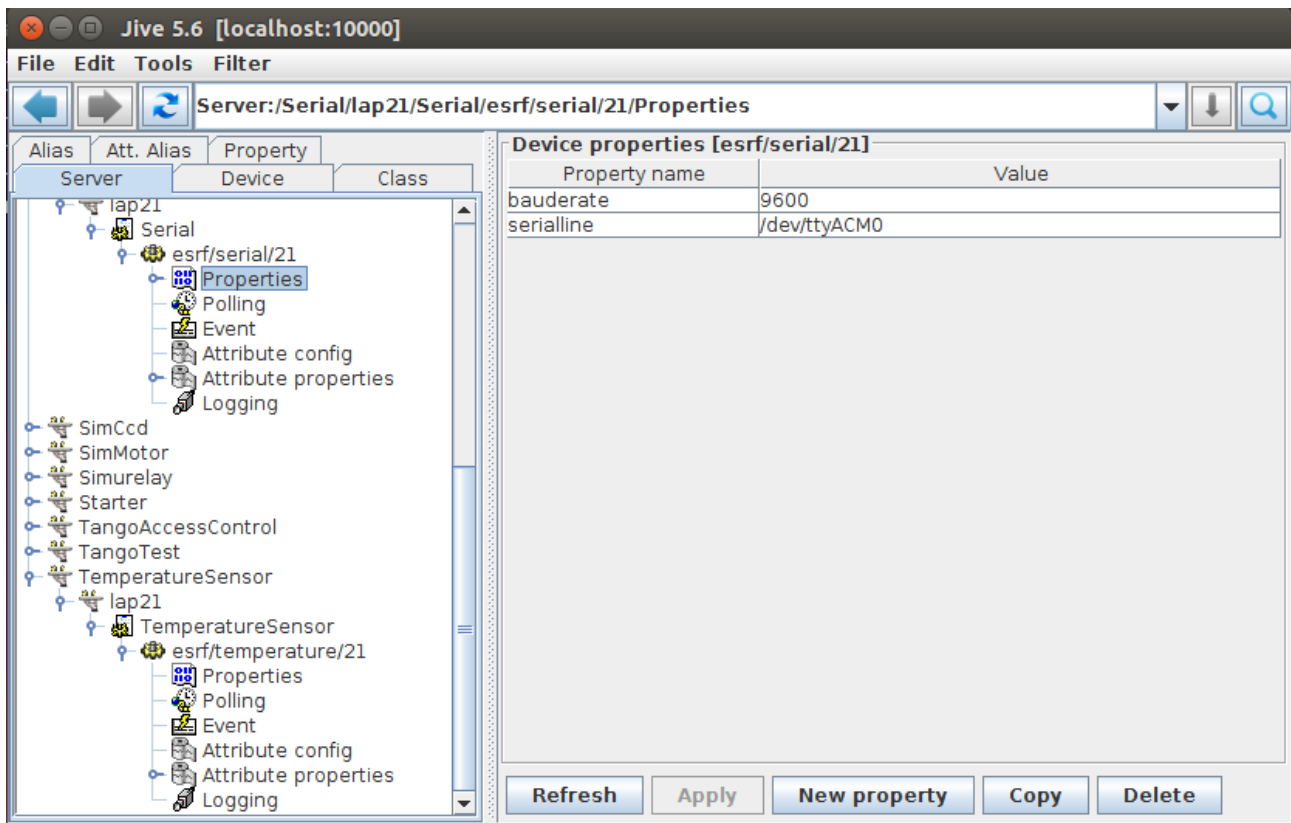 Jive 5.6 [localhost:10000]
File Edit Tools Filter
Server:/Serial/lap21/Serial/esrf/serial/21/Properties
Alias Att. Alias Property
Server Device Class
lap21
Serial
esrf/serial/21
Properties
Polling
Event
Attribute config
Attribute properties
Logging
SimCcd
SimMotor
Simurelay
Starter
TangoAccessControl
TangoTest
TemperatureSensor
lap21
TemperatureSensor
esrf/temperature/21
Properties
Polling
Event
Attribute config
Attribute properties
Logging
Device properties [esrf/serial/21]
Property name Value
bauderate 9600
serialline /dev/ttyACM0
Refresh Apply New property Copy Delete